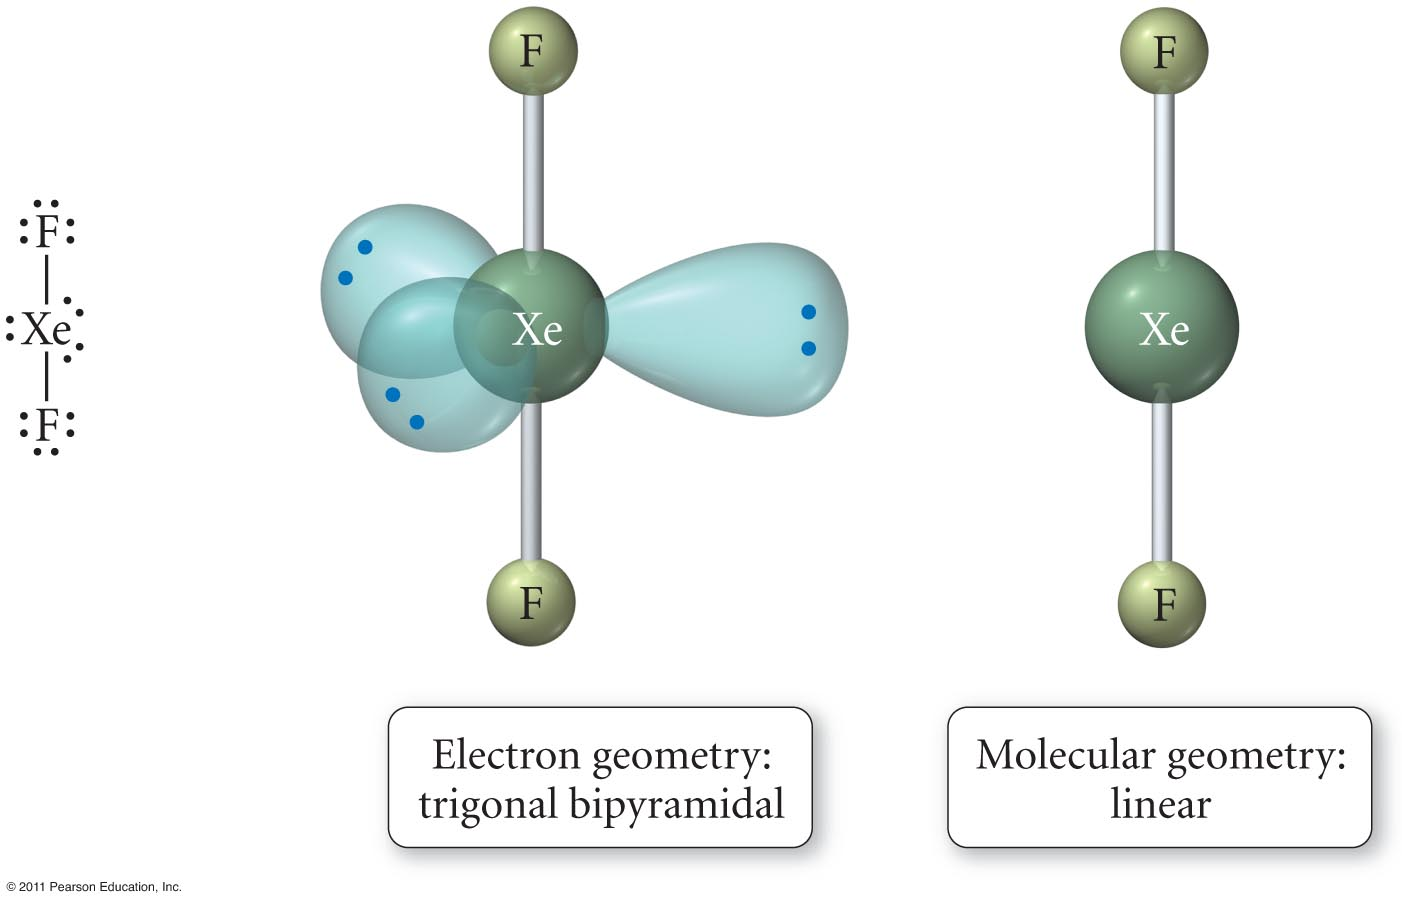 F
Xe
F
F
Xe
F
F
Xe
F
Electron geometry:
trigonal bipyramidal
Molecular geometry:
linear
© 2011 Pearson Education, Inc.